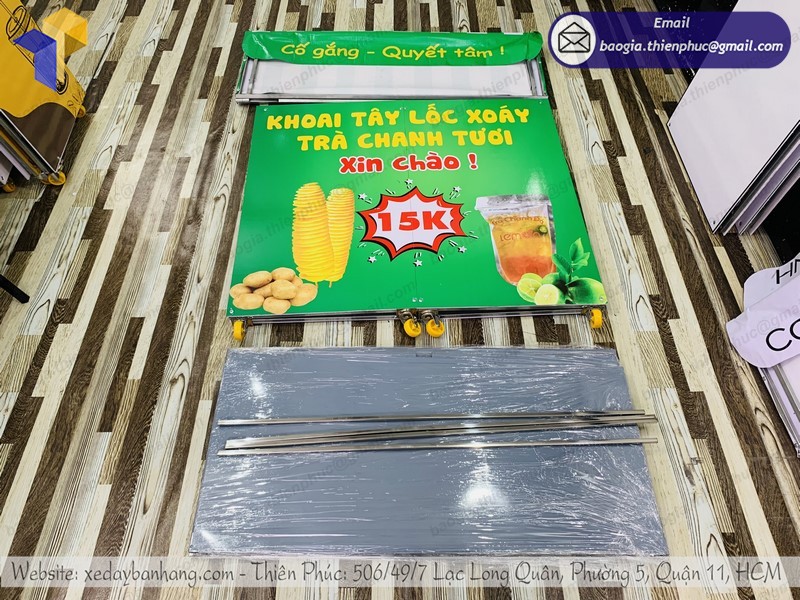 Email
baogia.thienphuc@gmail.com
Cố gắng - Quyết tâm !
KHOAI TÂY LỐC XOÁY
TRÀ CHANH TƯƠI
Xin chào !
15K
Website: xedaybanhang.com - Thiên Phúc: 506/49/7 Lạc Long Quân, Phường 5, Quận 11, HCM